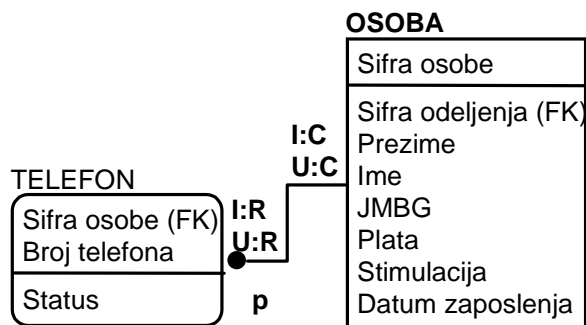 OSOBA
Sifra osobe
Sifra odeljenja (FK)
Prezime
Ime
JMBG
Plata
Stimulacija
Datum zaposlenja
I:C
U:C
TELEFON
Sifra osobe (FK)
Broj telefona
Status
I:R
U:R
p